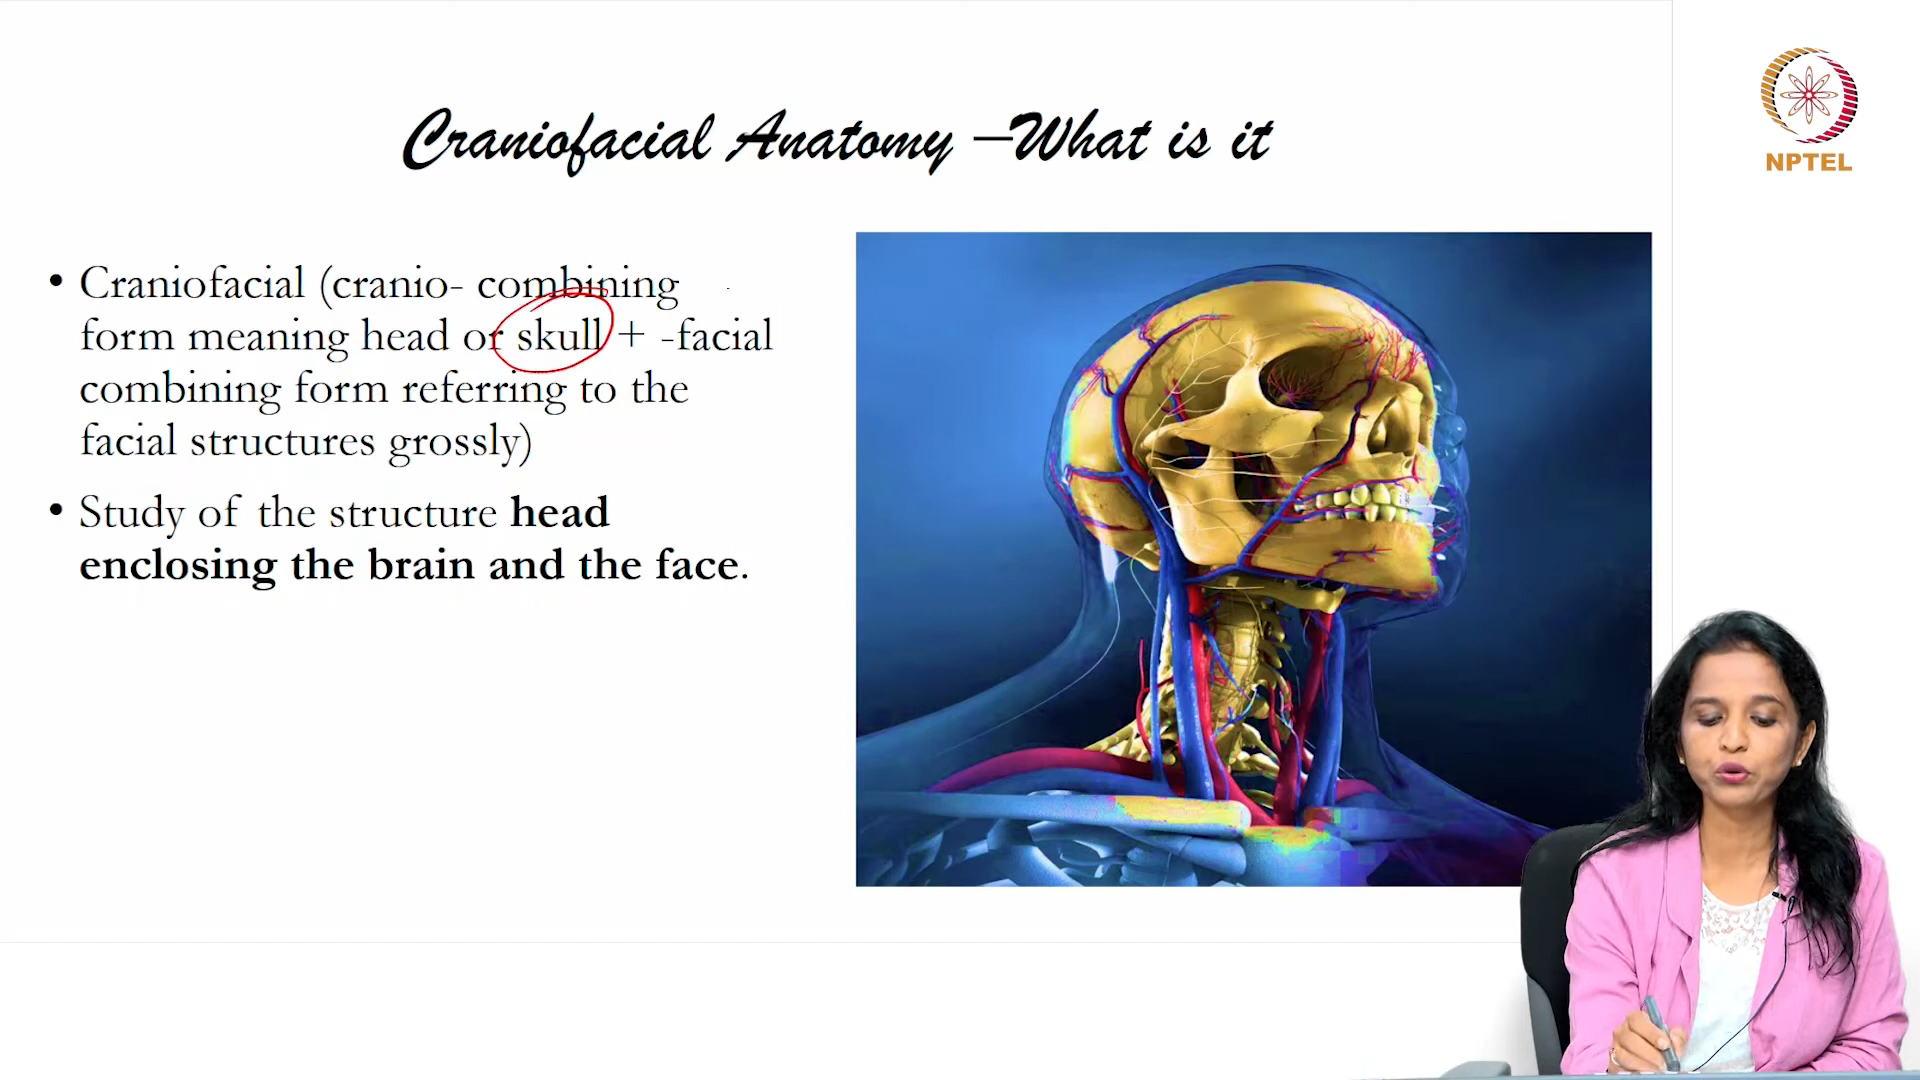 Craniofacial Anatomy –What is it
NPTEL
• Craniofacial (cranio- combining
form meaning head or skull + -facial
combining form referring to the
facial structures grossly)
• Study of the structure head
enclosing the brain and the face.